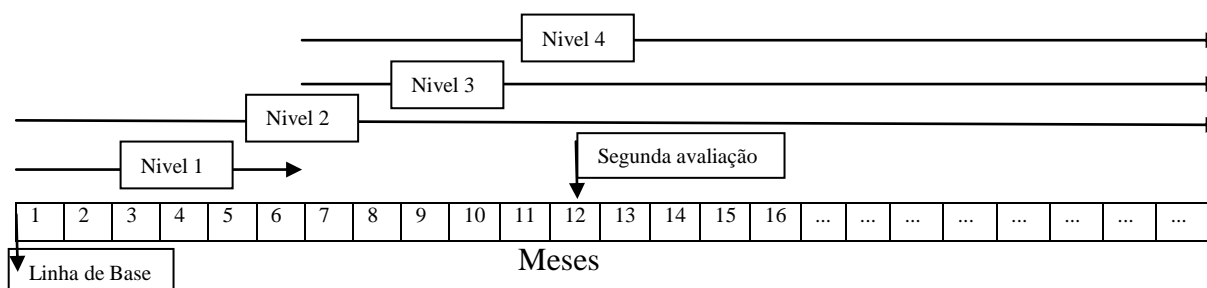 Nivel 4
Nivel 3
Nivel 2
Segunda avaliação
Nivel 1
1 2 3 4 5 6 7 8 9 10 11 12 13 14 15 16 ... ... ... ... ... ... ... ...
Meses
Linha de Base